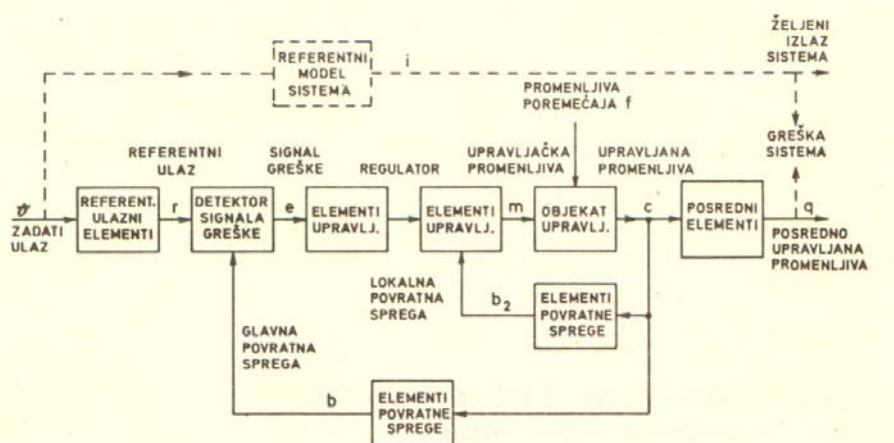 ŽELJENI
IZLAZ
SISTEMA
REFERENTNI
MODEL
SISTEMA
i
PROMENLJIVA
POREMEĆAJA f
GREŠKA
SISTEMA
REFERENTNI
ULAZ
SIGNAL
GREŠKE
REGULATOR
UPRAVLJAČKA
PROMENLJIVA
UPRAVLJANA
PROMENLJIVA
ZADATI
ULAZ
REFERENT.
ULAZNI
ELEMENTI
r
DETEKTOR
SIGNALA
GREŠKE
e
ELEMENTI
UPRAVLJ.
ELEMENTI
UPRAVLJ.
m
OBJEKAT
UPRAVLJ.
c
POSREDNI
ELEMENTI
q
POSREDNO
UPRAVLJANA
PROMENLJIVA
LOKALNA
POVRATNA
SPREGA
b2
ELEMENTI
POVRATNE
SPREGE
GLAVNA
POVRATNA
SPREGA
b
ELEMENTI
POVRATNE
SPREGE